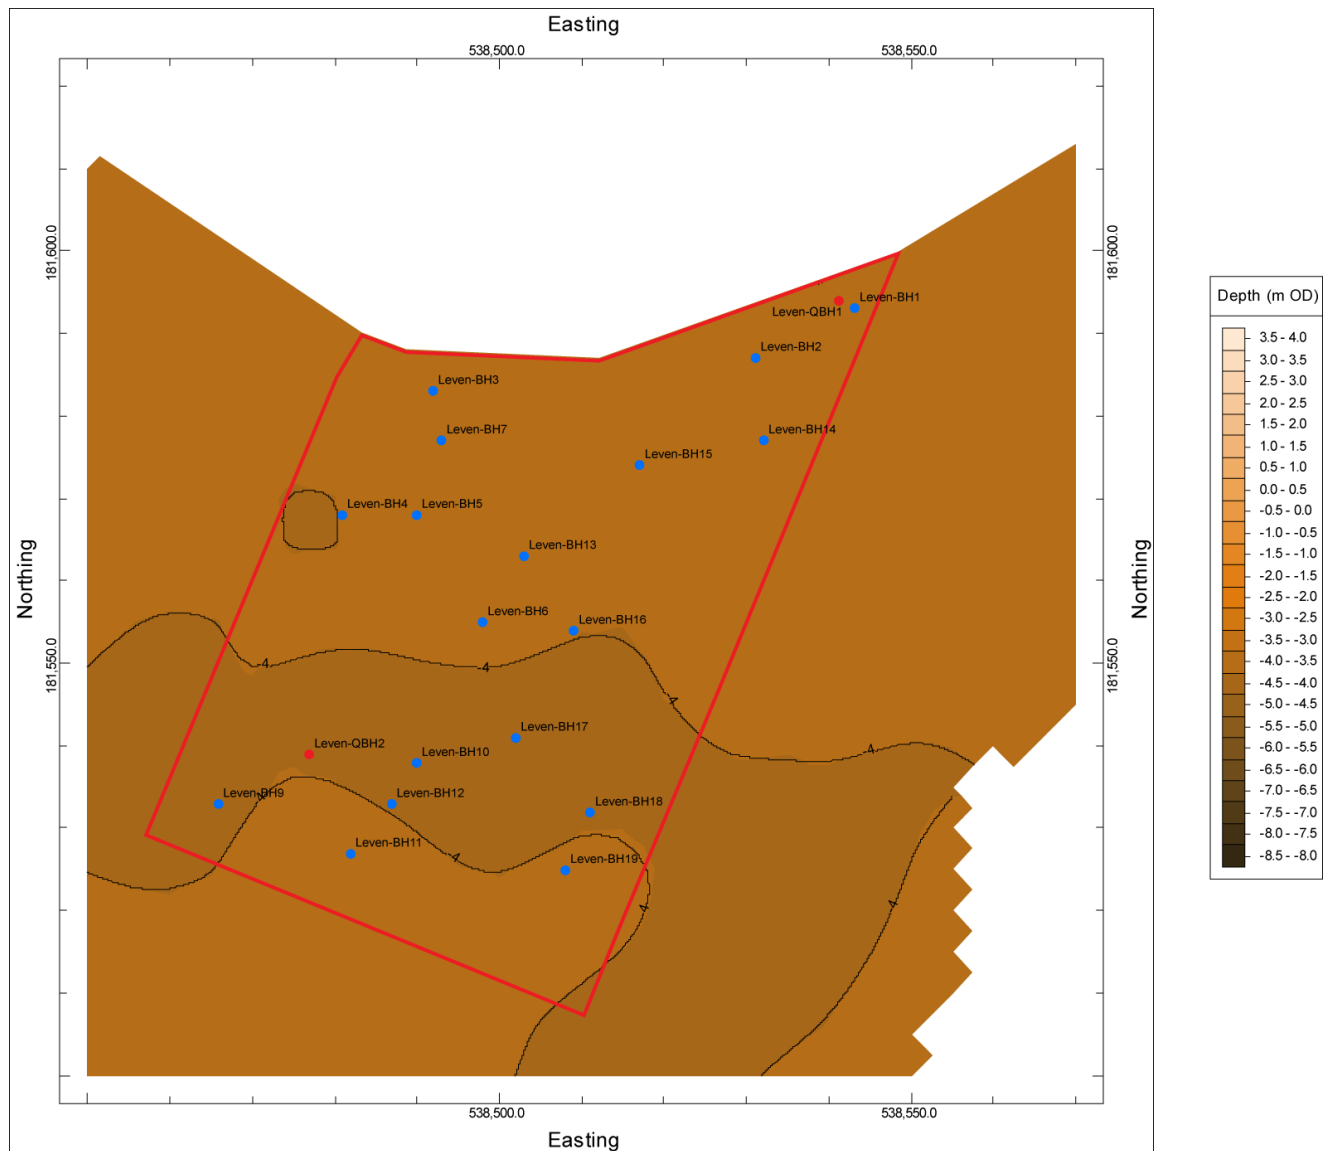 Easting
538,500.0
538,550.0
181,600.0
181,600.0
Leven-BH1
Leven-QBH1
Leven-BH2
Leven-BH3
Leven-BH7
Leven-BH14
Leven-BH15
Leven-BH4
Leven-BH5
Leven-BH13
Leven-BH6
Leven-BH16
Northing
Northing
181,550.0
181,550.0
-4
-4
-4
-4
Leven-BH17
Leven-QBH2
Leven-BH10
Leven-BH9
-4
Leven-BH12
Leven-BH18
Leven-BH11
-4
Leven-BH19
-4
-4
538,500.0
538,550.0
Easting
Depth (m OD)
3.5 - 4.0
3.0 - 3.5
2.5 - 3.0
2.0 - 2.5
1.5 - 2.0
1.0 - 1.5
0.5 - 1.0
0.0 - 0.5
-0.5 - 0.0
-1.0 - -0.5
-1.5 - -1.0
-2.0 - -1.5
-2.5 - -2.0
-3.0 - -2.5
-3.5 - -3.0
-4.0 - -3.5
-4.5 - -4.0
-5.0 - -4.5
-5.5 - -5.0
-6.0 - -5.5
-6.5 - -6.0
-7.0 - -6.5
-7.5 - -7.0
-8.0 - -7.5
-8.5 - -8.0